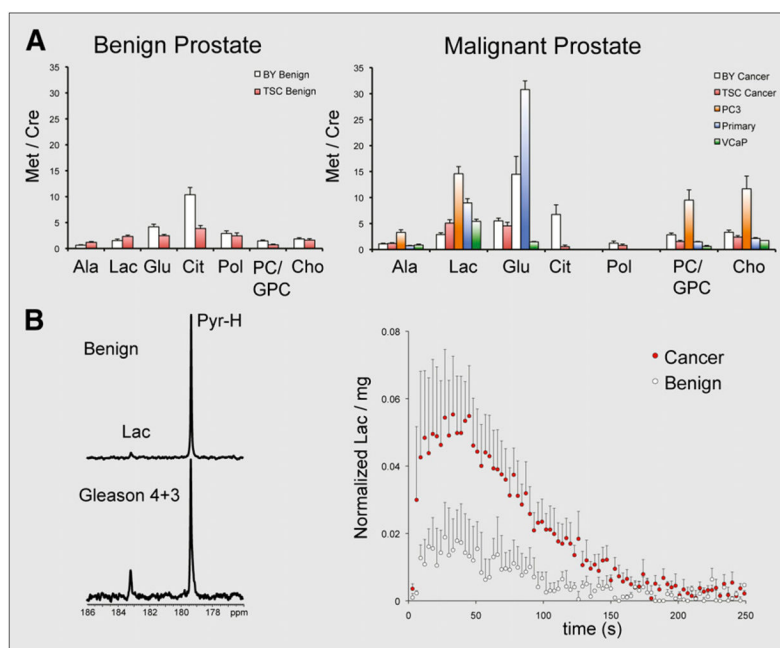 A
Benign Prostate
Malignant Prostate
35
30
25
20
15
10
5
0
Met / Cre
BY Benign
TSC Benign
Ala Lac Glu Cit Pol PC/ Cho
GPC
35
30
25
20
15
10
5
0
Met / Cre
BY Cancer
TSC Cancer
PC3
Primary
VCaP
Ala Lac Glu Cit Pol PC/ Cho
GPC
B
Pyr-H
Benign
Lac
Gleason 4+3
186 184 182 180 178 ppm
0.08
0.06
0.04
0.02
0
Normalized Lac / mg
Cancer
Benign
0 50 100 150 200 250
time (s)